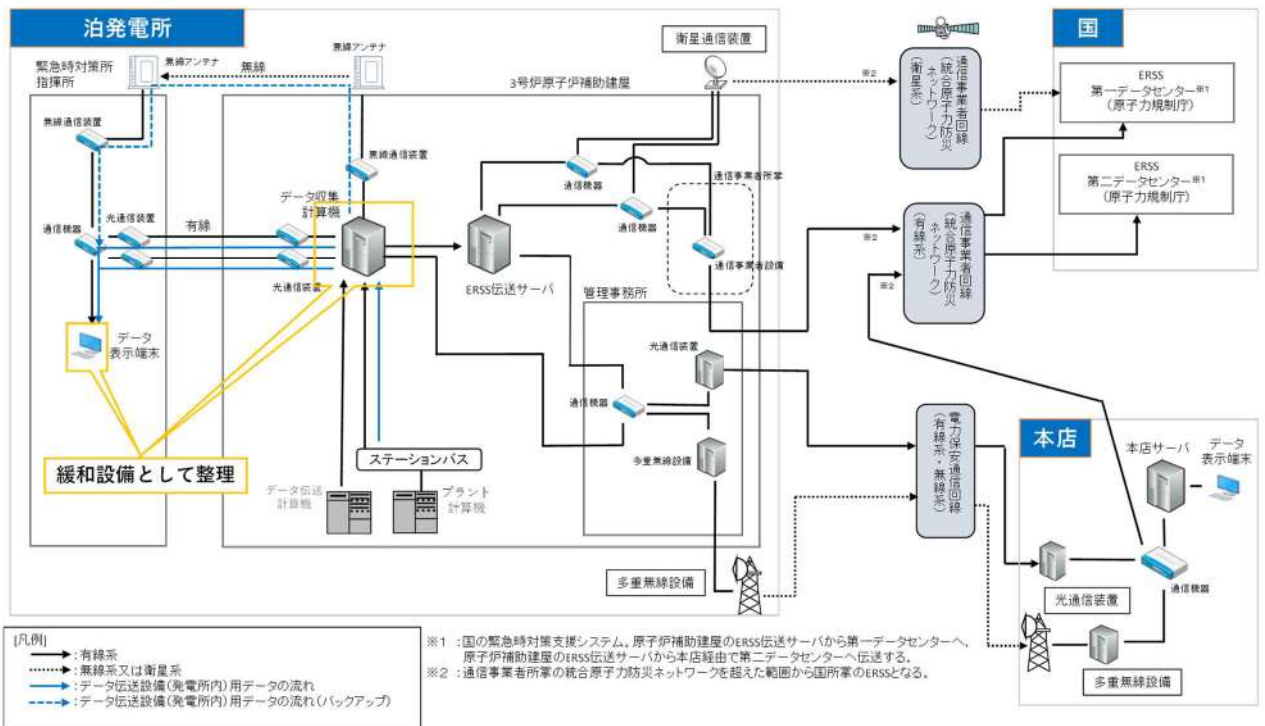 泊発電所
緊急時対策所
指揮所
無線アンテナ
無線
無線アンテナ
衛星通信装置
3号炉原子炉補助建屋
無線通信装置
無線通信装置
データ収集
計算機
通信機器
光通信装置
有線
光通信装置
データ
表示端末
緩和設備として整理
ERSS伝送サーバ
通信機器
通信機器
通信事業者所掌
通信事業者設備
管理事務所
光通信装置
通信機器
多重無線設備
ステーションバス
データ伝送
計算機
プラント
計算機
多重無線設備
※2
通信事業者回線
(統合原子力防災
ネットワーク)
(衛星系)
※2
通信事業者回線
(統合原子力防災
ネットワーク)
(有線系)
※2
電力保安通信回線
(有線系・無線系)
国
ERSS
第一データセンター※1
(原子力規制庁)
ERSS
第二データセンター※1
(原子力規制庁)
本店
本店サーバ
データ
表示端末
通信機器
光通信装置
多重無線設備
[凡例]
:有線系
:無線系又は衛星系
:データ伝送設備(発電所内)用データの流れ
:データ伝送設備(発電所内)用データの流れ(バックアップ)
※1 :国の緊急時対策支援システム。原子炉補助建屋のERSS伝送サーバから第一データセンターへ、
原子炉補助建屋のERSS伝送サーバから本店経由で第二データセンターへ伝送する。
※2 :通信事業者所掌の統合原子力防災ネットワークを超えた範囲から国所掌のERSSとなる。